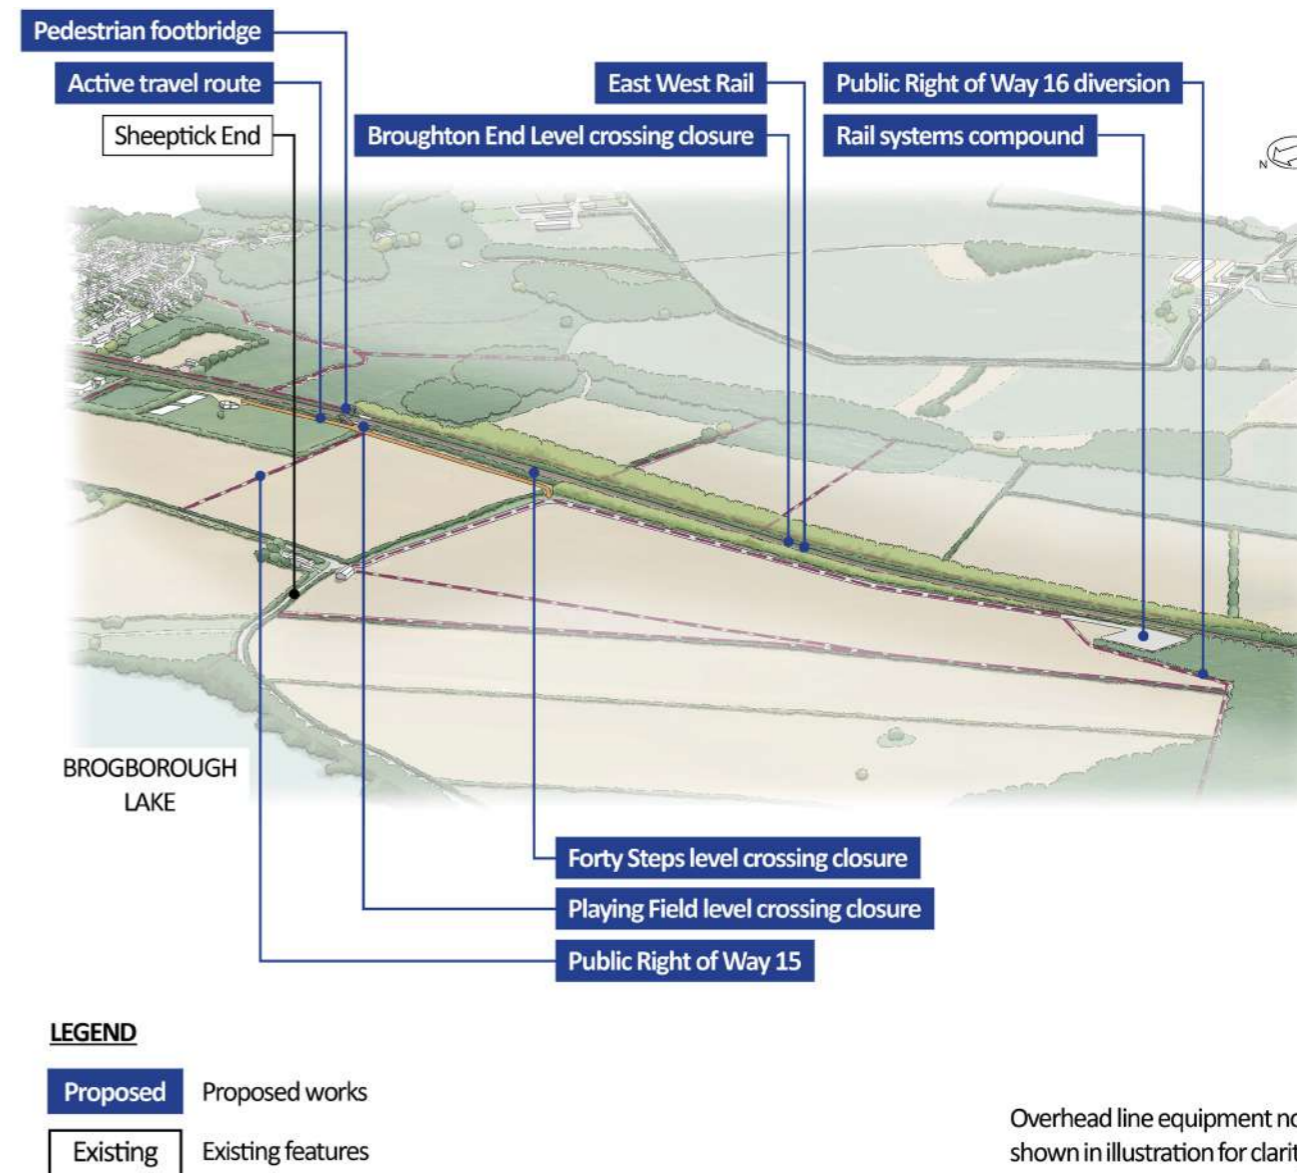 Pedestrian footbridge
Active travel route
Sheeptick End
East West Rail
Broughton End Level crossing closure
Public Right of Way 16 diversion
Rail systems compound
N
BROGBOROUGH
LAKE
Forty Steps level crossing closure
Playing Field level crossing closure
Public Right of Way 15
LEGEND
Proposed Proposed works
Existing Existing features
Overhead line equipment
shown in illustration for